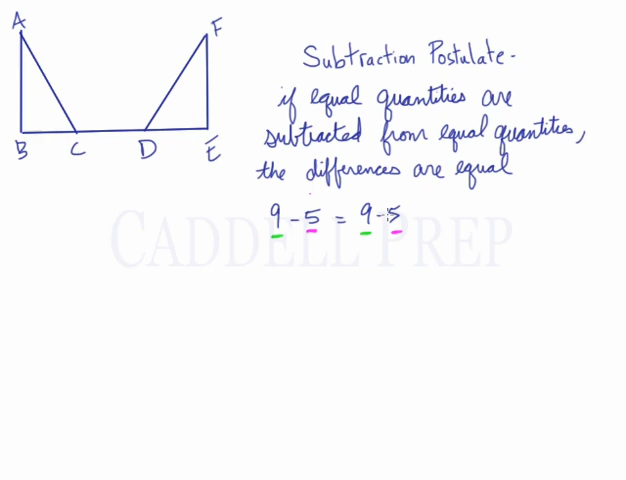 A
F
B
C
D
E
Subtraction Postulate -
if equal quantities are
subtracted from equal quantities,
the differences are equal
9 - 5 = 9 - 5
CADDELL PREP